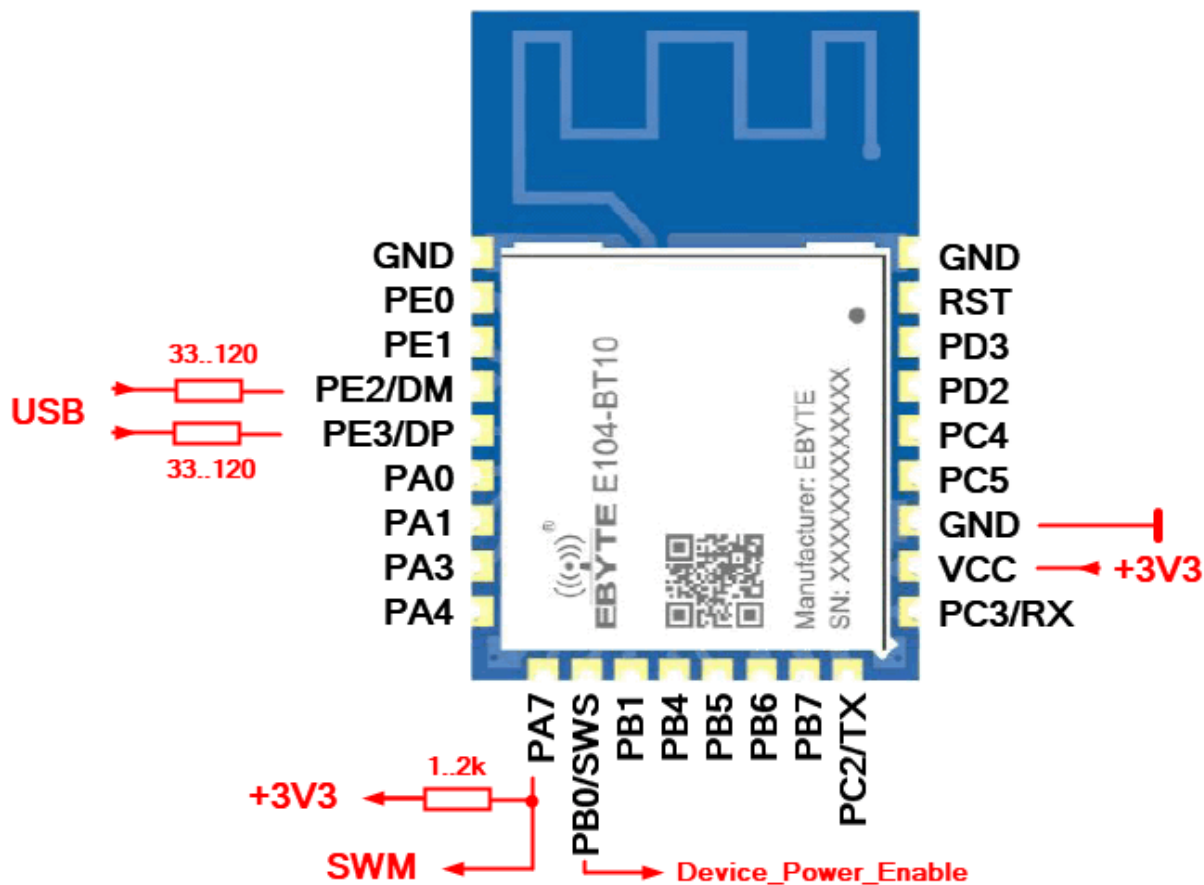 GND
PE0
PE1
33..120
PE2/DM
USB
PE3/DP
33..120
PA0
PA1
PA3
PA4
EBYTE E104-BT10
®
Manufacturer: EBYTE
SN: XXXXXXXXXXXXX
GND
RST
PD3
PD2
PC4
PC5
GND
VCC
+3V3
PC3/RX
PA7
PB0/SWS
PB1
PB4
PB5
PB6
PB7
PC2/TX
1..2k
+3V3
SWM
Device_Power_Enable